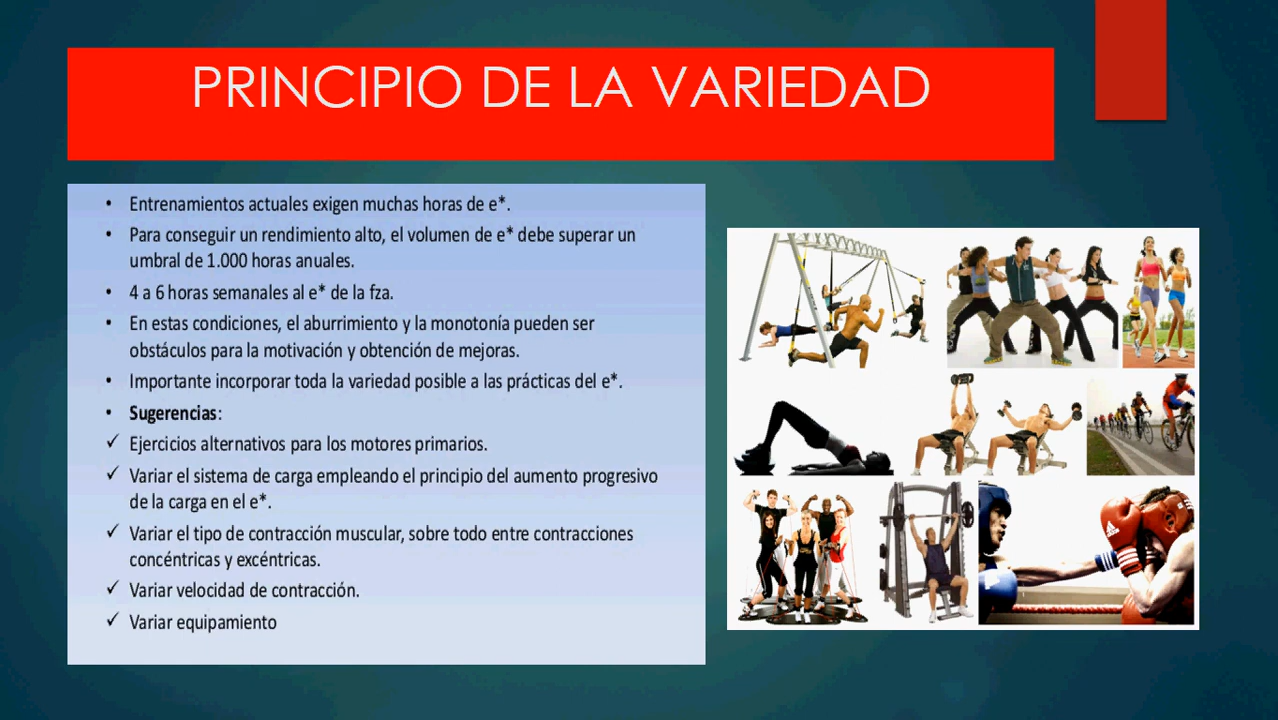 PRINCIPIO DE LA VARIEDAD
• Entrenamientos actuales exigen muchas horas de e*.
• Para conseguir un rendimiento alto, el volumen de e* debe superar un
umbral de 1.000 horas anuales.
• 4 a 6 horas semanales al e* de la fza.
• En estas condiciones, el aburrimiento y la monotonía pueden ser
obstáculos para la motivación y obtención de mejoras.
• Importante incorporar toda la variedad posible a las prácticas del e*.
• Sugerencias:
✓ Ejercicios alternativos para los motores primarios.
✓ Variar el sistema de carga empleando el principio del aumento progresivo
de la carga en el e*.
✓ Variar el tipo de contracción muscular, sobre todo entre contracciones
concéntricas y excéntricas.
✓ Variar velocidad de contracción.
✓ Variar equipamiento
adidas